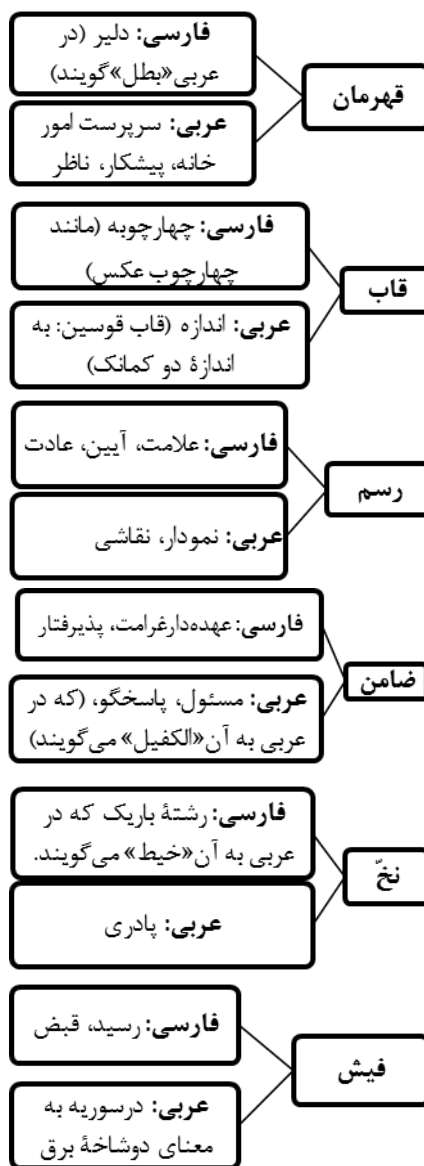 قهرمان
فارسی: دلیر (در
عربی«بطل»گویند)
عربی: سرپرست امور
خانه، پیشکار، ناظر
قاب
فارسی: چهارچوبه (مانند
چهارچوب عکس)
عربی: اندازه (قاب قوسین: به
اندازهٔ دو کمانک)
رسم
فارسی: علامت، آیین، عادت
عربی: نمودار، نقاشی
ضامن
فارسی: عهده‌دارغرامت، پذیرفتار
عربی: مسئول، پاسخگو، (که در
عربی به آن«الکفیل» می‌گویند)
نخّ
فارسی: رشتهٔ باریک که در
عربی به آن«خیط» می‌گویند.
عربی: پادری
فیش
فارسی: رسید، قبض
عربی: درسوریه به
معنای دوشاخهٔ برق